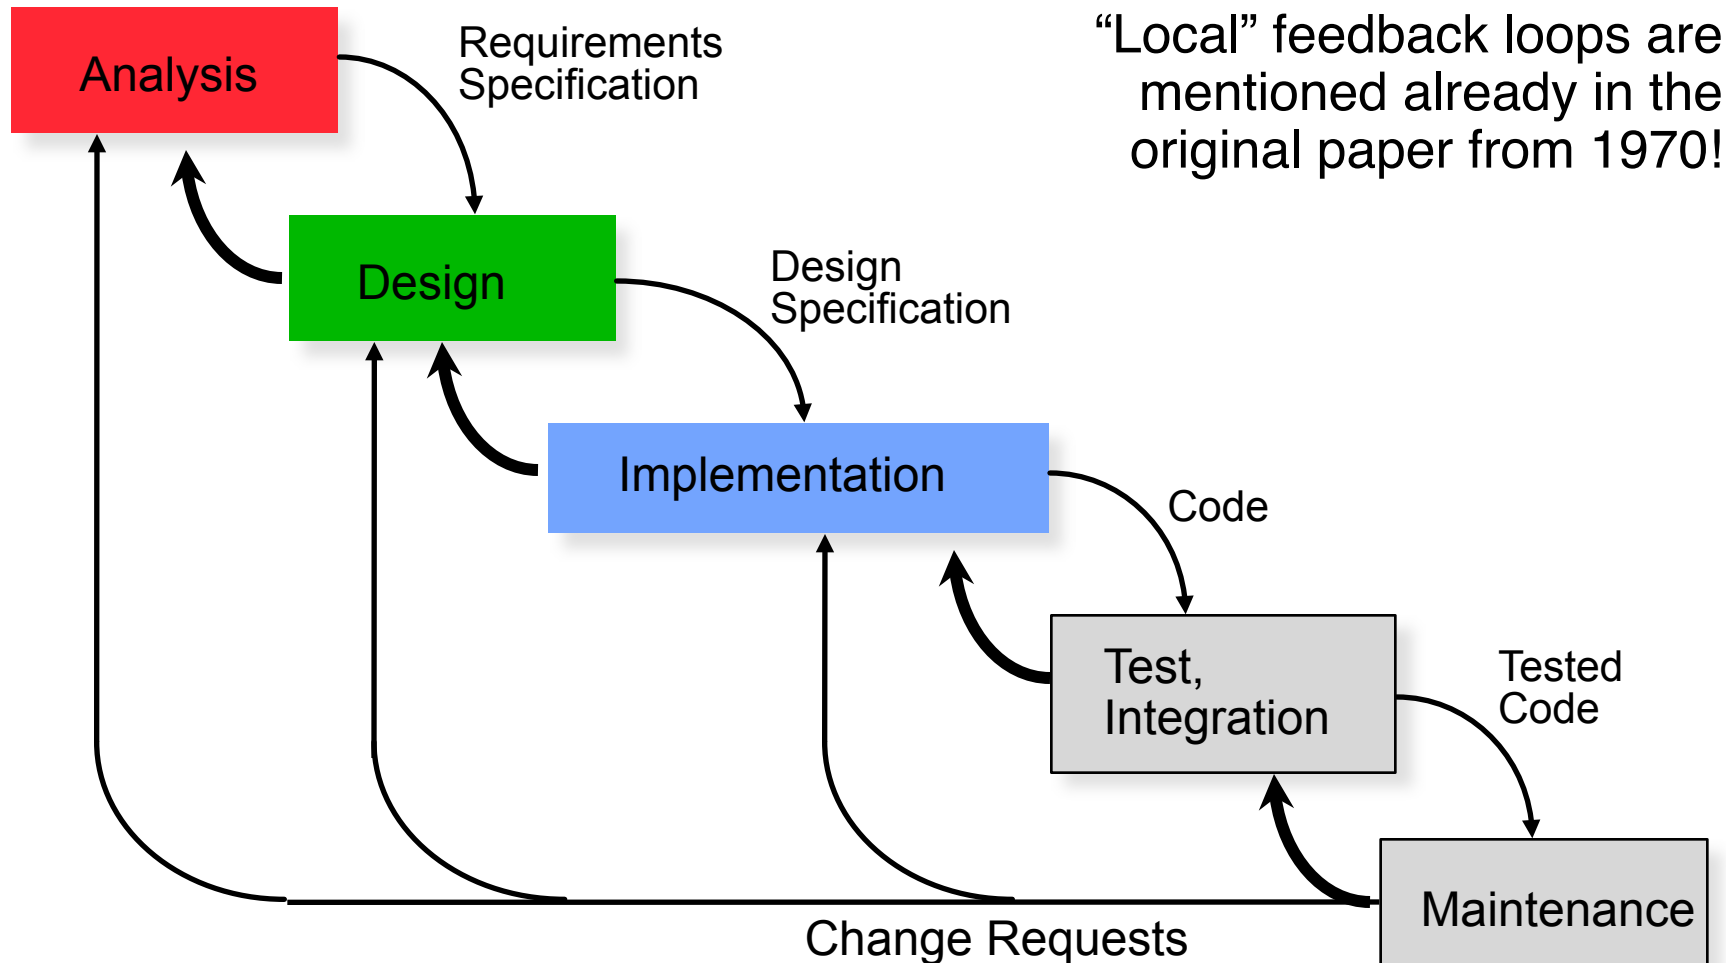 “Local” feedback loops are
mentioned already in the
original paper from 1970!
Analysis
Requirements
Specification
Design
Design
Specification
Implementation
Code
Test,
Integration
Tested
Code
Maintenance
Change Requests